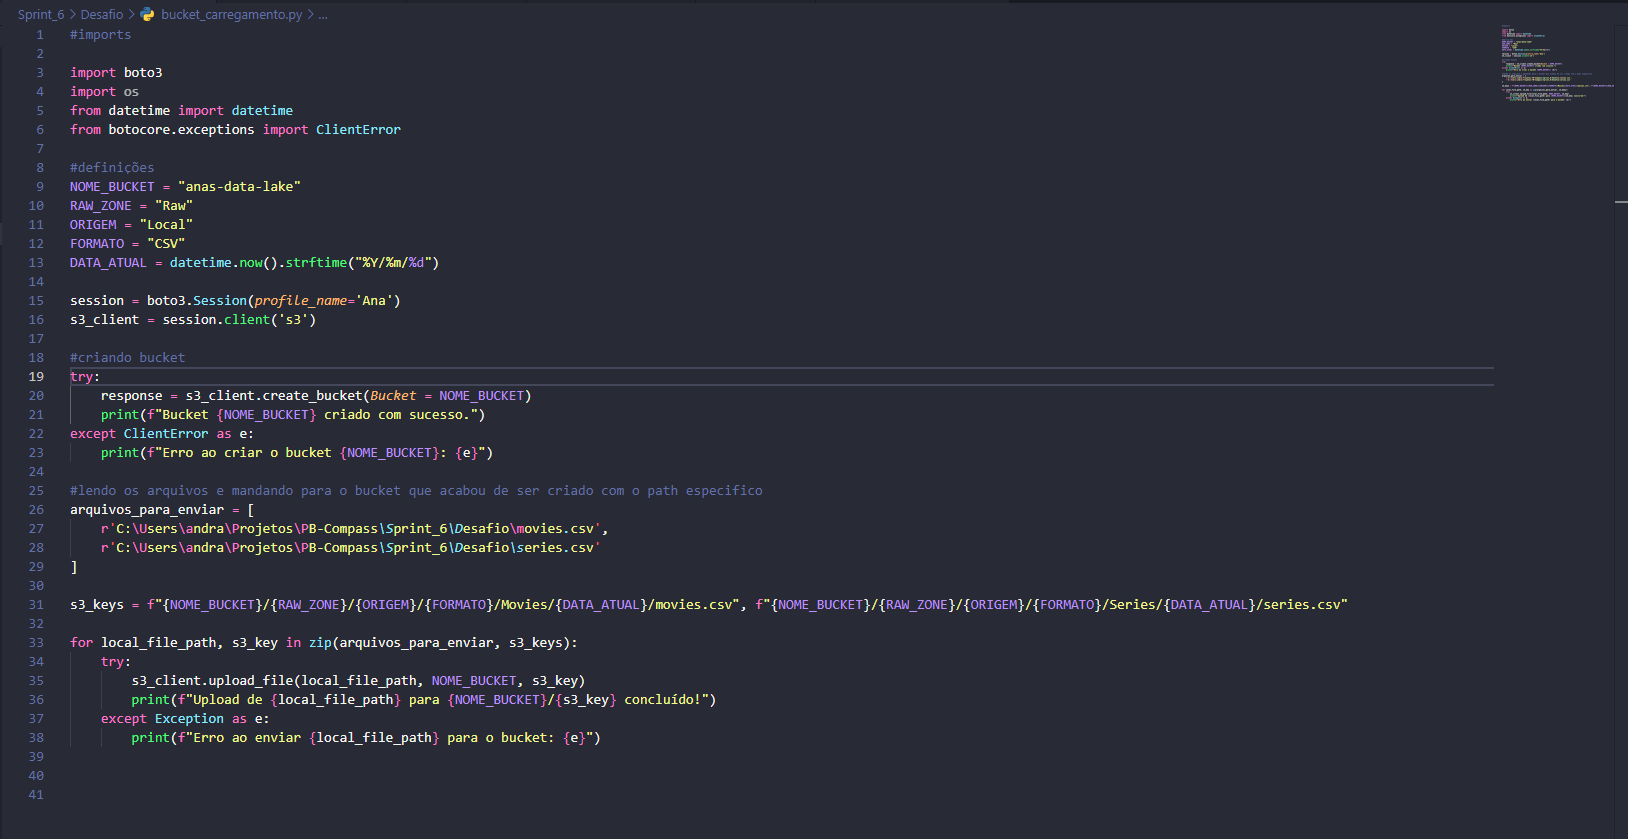 Sprint_6 > Desafio > bucket_carregamento.py > ...
1 #imports
2
3 import boto3
4 import os
5 from datetime import datetime
6 from botocore.exceptions import ClientError
7
8 #definições
9 NOME_BUCKET = "anas-data-lake"
10 RAW_ZONE = "Raw"
11 ORIGEM = "Local"
12 FORMATO = "CSV"
13 DATA_ATUAL = datetime.now().strftime("%Y/%m/%d")
14
15 session = boto3.Session(profile_name='Ana')
16 s3_client = session.client('s3')
17
18 #criando bucket
19 try:
20     response = s3_client.create_bucket(Bucket = NOME_BUCKET)
21     print(f"Bucket {NOME_BUCKET} criado com sucesso.")
22 except ClientError as e:
23     print(f"Erro ao criar o bucket {NOME_BUCKET}: {e}")
24
25 #lendo os arquivos e mandando para o bucket que acabou de ser criado com o path especifico
26 arquivos_para_enviar = [
27     r'C:\Users\andra\Projetos\PB-Compass\Sprint_6\Desafio\movies.csv',
28     r'C:\Users\andra\Projetos\PB-Compass\Sprint_6\Desafio\series.csv'
29 ]
30
31 s3_keys = f"{NOME_BUCKET}/{RAW_ZONE}/{ORIGEM}/{FORMATO}/Movies/{DATA_ATUAL}/movies.csv", f"{NOME_BUCKET}/{RAW_ZONE}/{ORIGEM}/{FORMATO}/Series/{DATA_ATUAL}/series.csv"
32
33 for local_file_path, s3_key in zip(arquivos_para_enviar, s3_keys):
34     try:
35         s3_client.upload_file(local_file_path, NOME_BUCKET, s3_key)
36         print(f"Upload de {local_file_path} para {NOME_BUCKET}/{s3_key} concluído!")
37     except Exception as e:
38         print(f"Erro ao enviar {local_file_path} para o bucket: {e}")
39
40
41